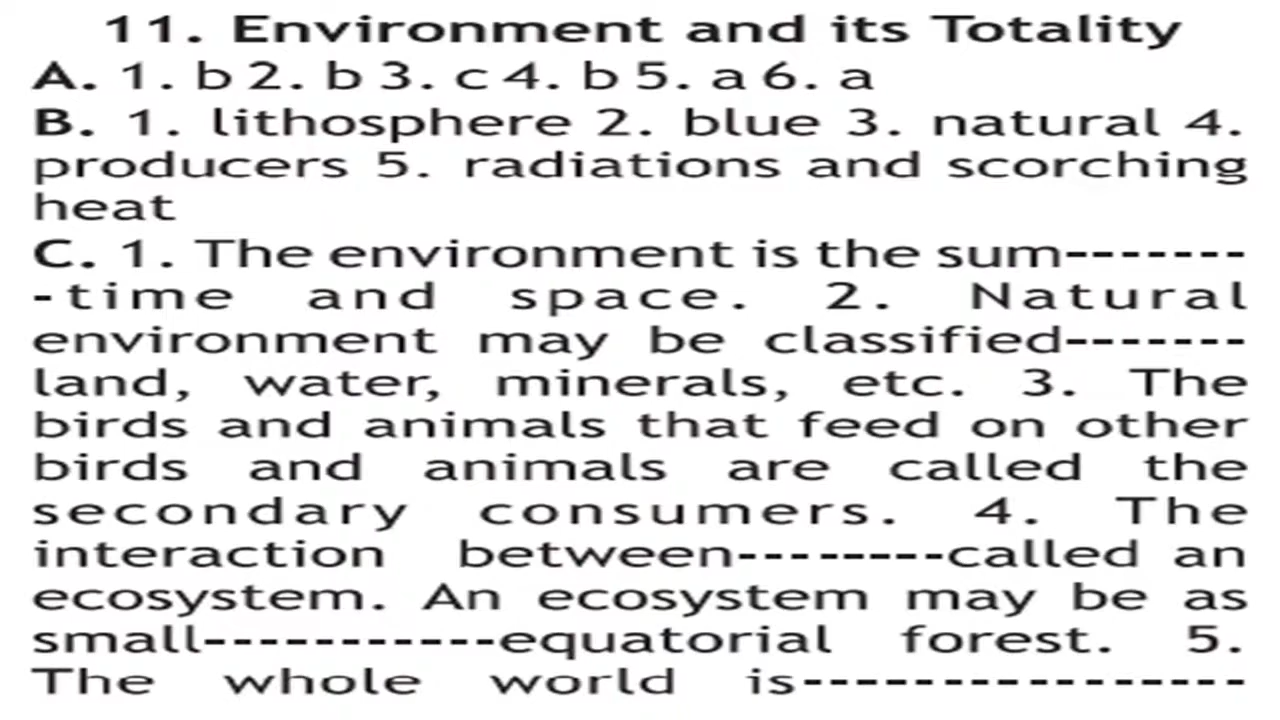 11. Environment and its Totality
A. 1. b 2. b 3. c 4. b 5. a 6. a
B. 1. lithosphere 2. blue 3. natural 4.
producers 5. radiations and scorching
heat
C. 1. The environment is the sum-------
-time and space. 2. Natural
environment may be classified-------
land, water, minerals, etc. 3. The
birds and animals that feed on other
birds and animals are called the
secondary consumers. 4. The
interaction between--------called an
ecosystem. An ecosystem may be as
small-----------equatorial forest. 5.
The whole world is----------------